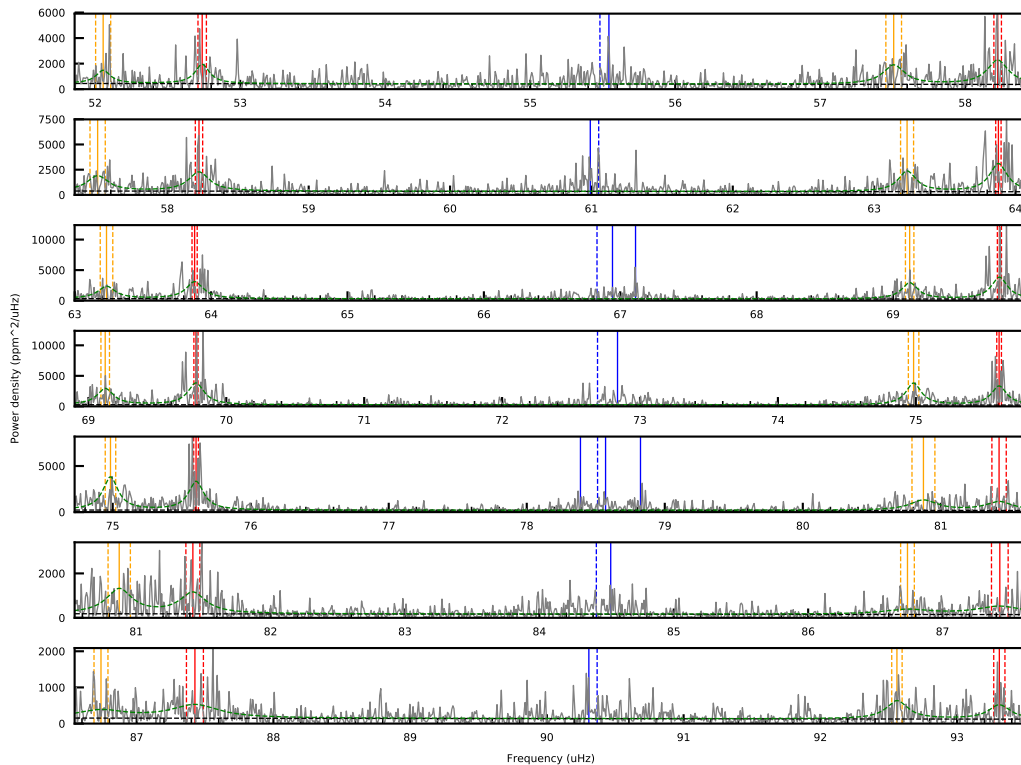 6000
4000
2000
0
52 53 54 55 56 57 58
7500
5000
2500
0
58 59 60 61 62 63 64
10000
5000
0
63 64 65 66 67 68 69
10000
5000
0
69 70 71 72 73 74 75
5000
0
75 76 77 78 79 80 81
2000
0
81 82 83 84 85 86 87
2000
1000
0
87 88 89 90 91 92 93
Power density (ppm^2/uHz)
Frequency (uHz)